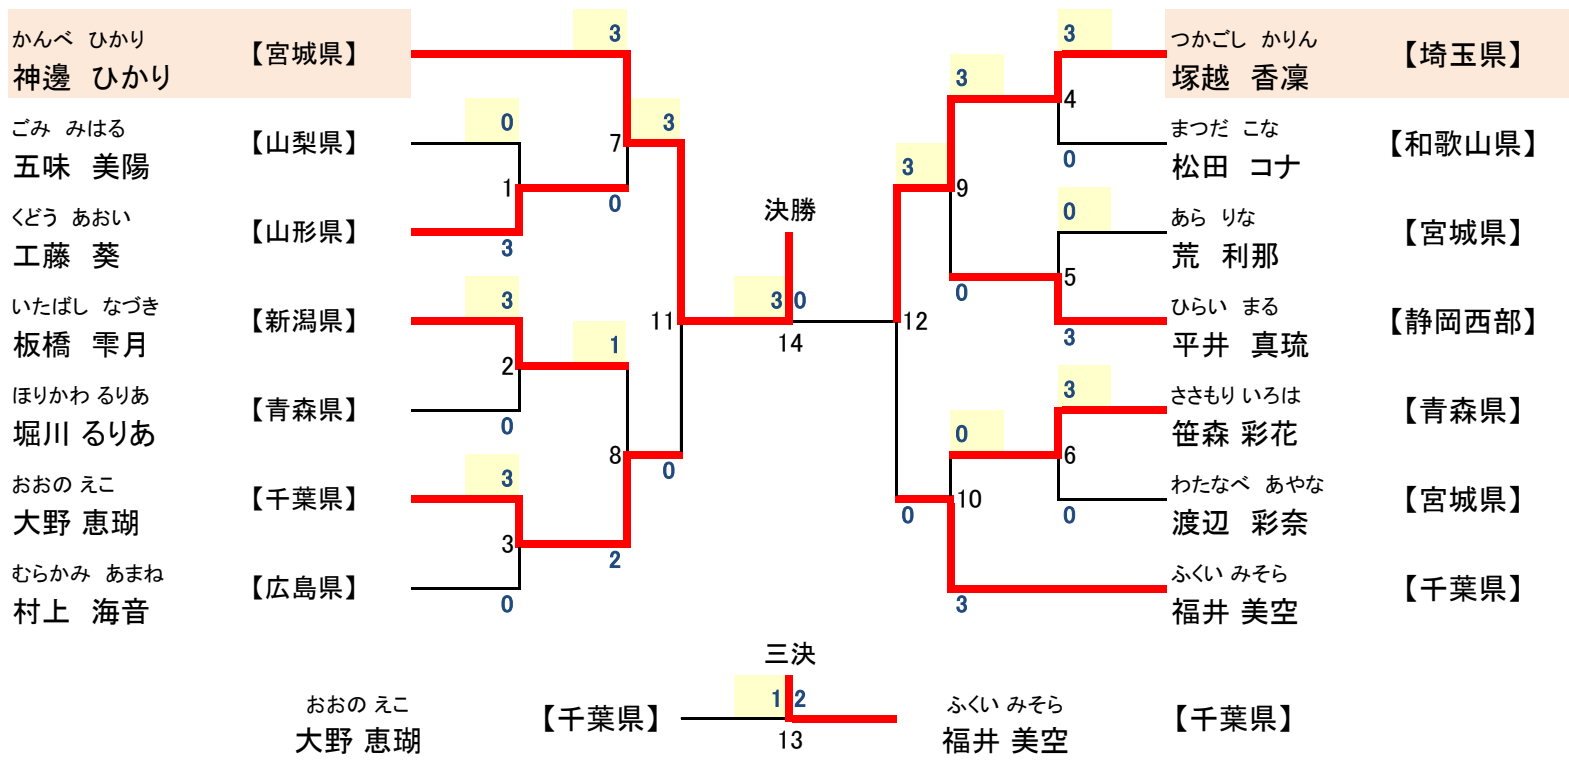 かんべ ひかり
神邊 ひかり
【宮城県】
ごみ みはる
五味 美陽
【山梨県】
くどう あおい
工藤 葵
【山形県】
いたばし なづき
板橋 雫月
【新潟県】
ほりかわ るりあ
堀川 るりあ
【青森県】
おおの えこ
大野 恵瑚
【千葉県】
むらかみ あまね
村上 海音
【広島県】
0
1
3
3
2
0
3
3
0
3
7
0
1
8
2
3
11
0
決勝
3 0
14
3
12
0
3
9
0
0
10
3
3
4
0
0
5
3
3
6
0
つかごし かりん
塚越 香凜
【埼玉県】
まつだ こな
松田 コナ
【和歌山県】
あら りな
荒 利那
【宮城県】
ひらい まる
平井 真琉
【静岡西部】
ささもり いろは
笹森 彩花
【青森県】
わたなべ あやな
渡辺 彩奈
【宮城県】
ふくい みそら
福井 美空
【千葉県】
三決
おおの えこ
大野 恵瑚
【千葉県】
1 2
13
ふくい みそら
福井 美空
【千葉県】